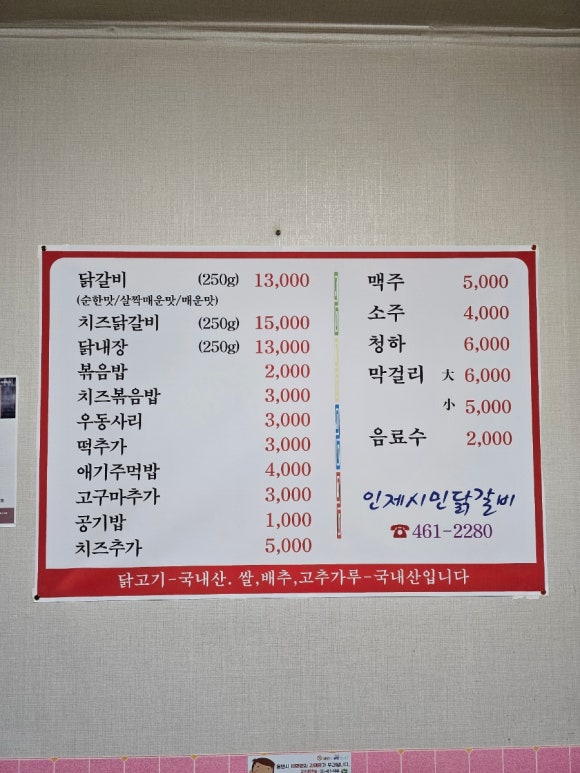 닭갈비 (250g) 13,000
(순한맛/살짝매운맛/매운맛)
치즈닭갈비 (250g) 15,000
닭내장 (250g) 13,000
볶음밥 2,000
치즈볶음밥 3,000
우동사리 3,000
떡추가 3,000
애기주먹밥 4,000
고구마추가 3,000
공기밥 1,000
치즈추가 5,000
맥주 5,000
소주 4,000
청하 6,000
막걸리 大 6,000
小 5,000
음료수 2,000
인제시민닭갈비
☎461-2280
닭고기-국내산. 쌀,배추,고추가루-국내산입니다